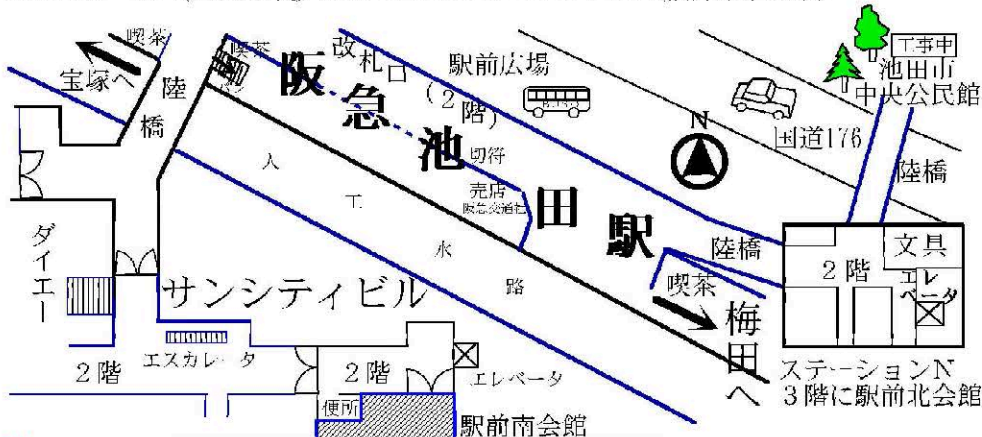 喫茶
宝塚へ
陸橋
喫茶
パン
改札口
(2階)
駅前広場
工事中
池田市
中央公民館
国道176
陸橋
N
阪急池田駅
切符
売店
阪急交通社
人工水路
陸橋
喫茶
梅田へ
2階
文具
エレベータ
ステーションN
3階に駅前北会館
ダイエー
サンシティビル
エスカレータ
2階
2階
エレベータ
便所
駅前南会館